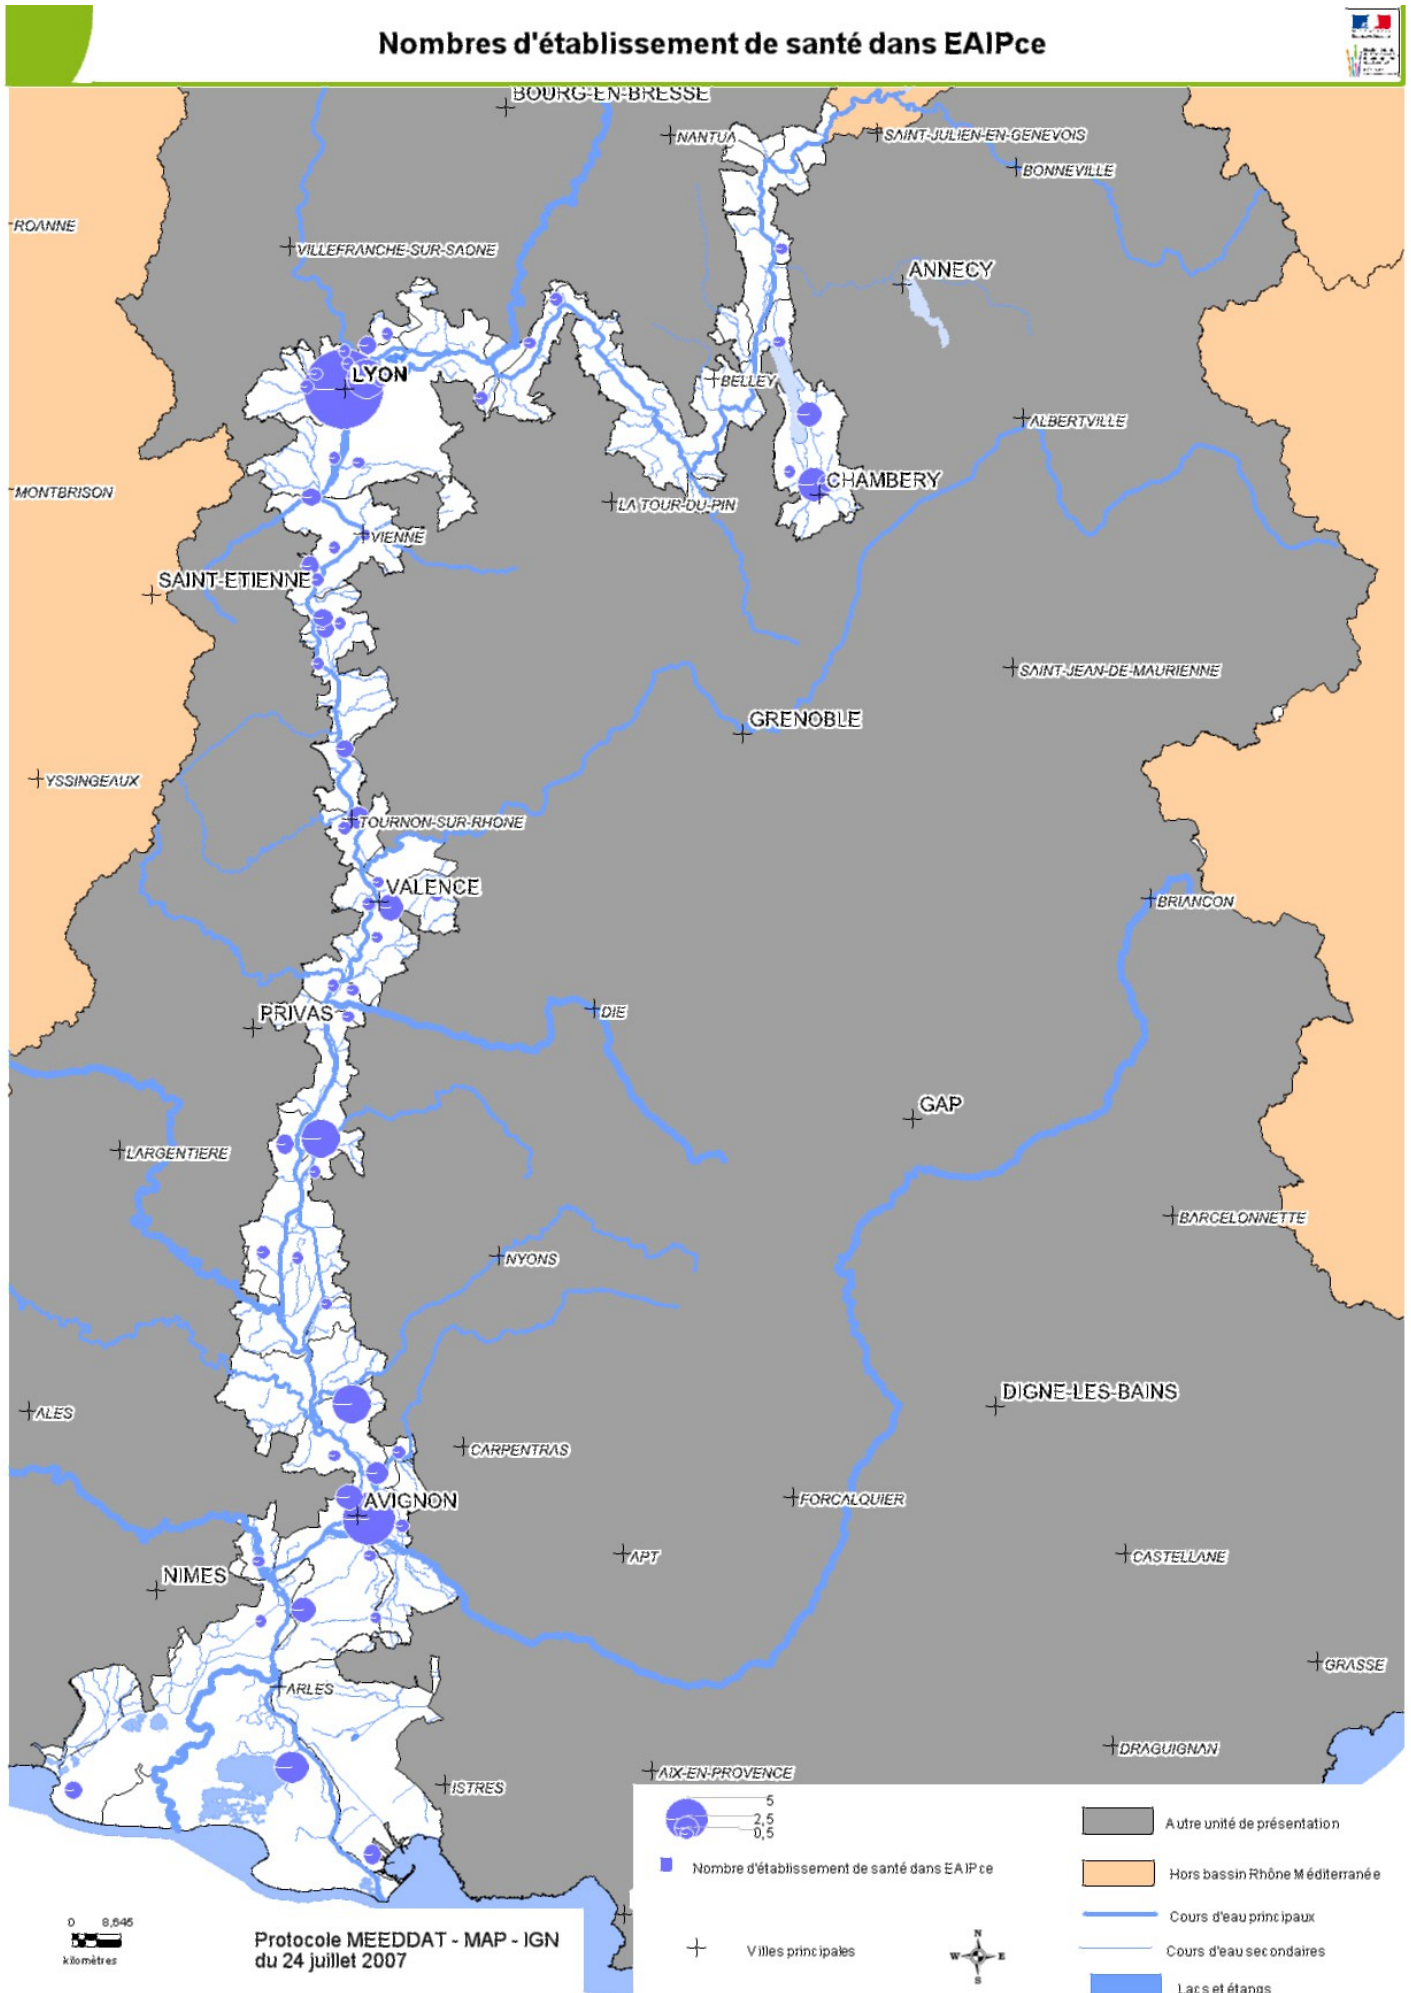 Nombres d'établissement de santé dans EAIPce
BOURG-EN-BRESSE
NANTUA
SAINT-JULIEN-EN-GENEVOIS
BONNEVILLE
ROANNE
VILLEFRANCHE-SUR-SAONE
ANNECY
LYON
BELLEY
ALBERTVILLE
MONTBRISON
CHAMBERY
LA TOUR-DU-PIN
VIENNE
SAINT-ETIENNE
SAINT-JEAN-DE-MAURIENNE
GRENOBLE
YSSINGEAUX
TOURNON-SUR-RHONE
VALENCE
BRIANCON
PRIVAS
DIE
GAP
LARGENTIERE
BARCELONNETTE
NYONS
DIGNE-LES-BAINS
ALES
CARPENTRAS
AVIGNON
FORCALQUIER
APT
CASTELLANE
NIMES
GRASSE
ARLES
DRAGUIGNAN
AIX-EN-PROVENCE
ISTRES
5
2,5
0,5
Nombre d'établissement de santé dans EAIPce
Villes principales
N
W E
S
Autre unité de présentation
Hors bassin Rhône Méditerranée
Cours d'eau principaux
Cours d'eau secondaires
Lacs et étangs
0 8,645
kilomètres
Protocole MEEDDAT - MAP - IGN
du 24 juillet 2007